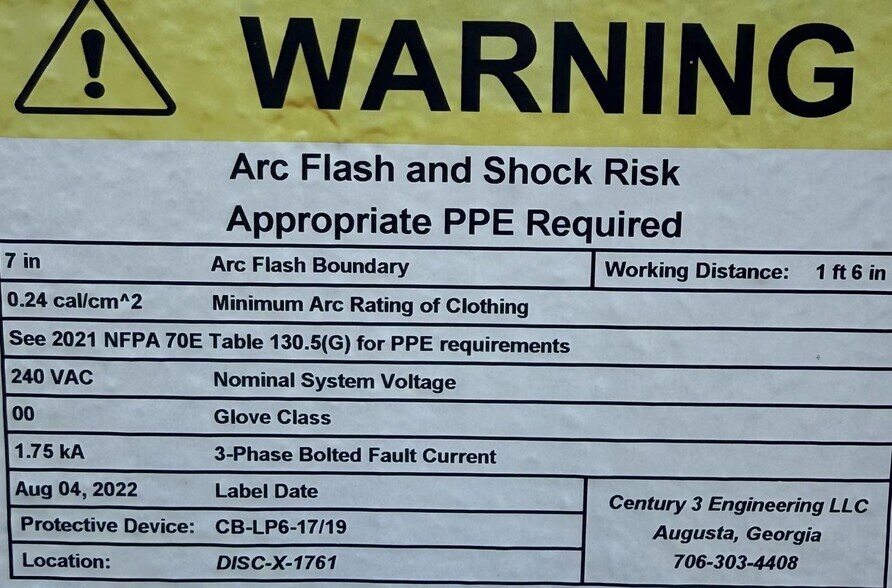 WARNING
Arc Flash and Shock Risk
Appropriate PPE Required
7 in Arc Flash Boundary Working Distance: 1 ft 6 in
0.24 cal/cm^2 Minimum Arc Rating of Clothing
See 2021 NFPA 70E Table 130.5(G) for PPE requirements
240 VAC Nominal System Voltage
00 Glove Class
1.75 kA 3-Phase Bolted Fault Current
Aug 04, 2022 Label Date
Protective Device: CB-LP6-17/19
Location: DISC-X-1761
Century 3 Engineering LLC
Augusta, Georgia
706-303-4408